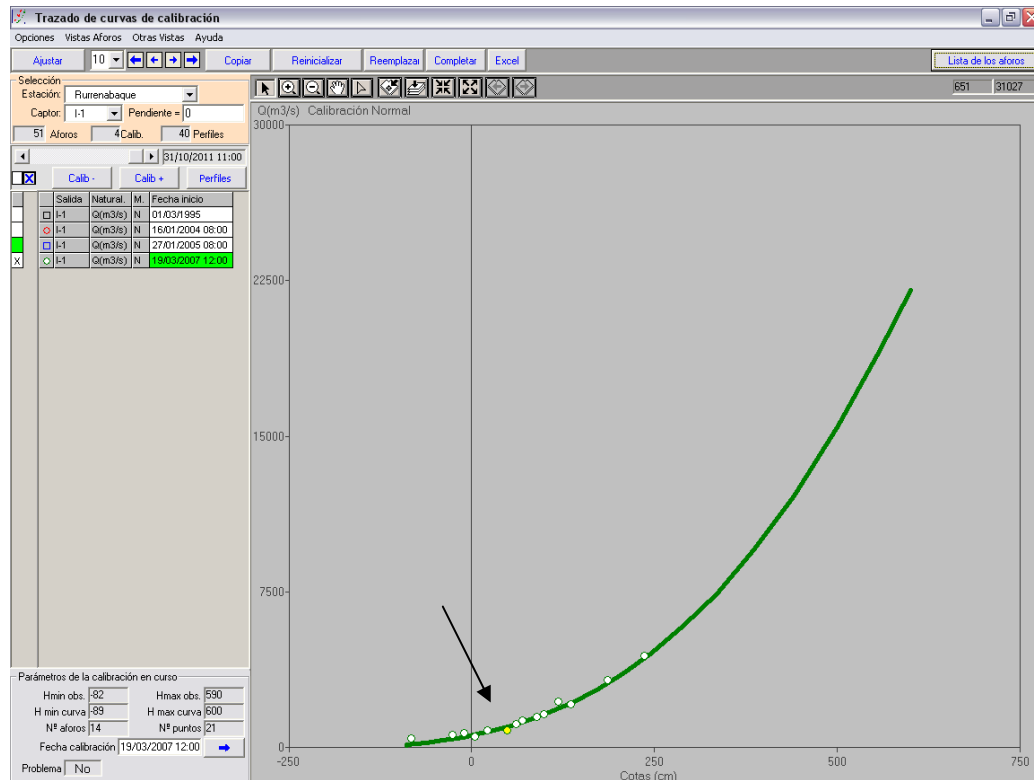 Trazado de curvas de calibración
Opciones Vistas Aforos Otras Vistas Ayuda
Ajustar 10 Copiar Reinicializar Reemplazar Completar Excel Lista de los aforos
Selección
Estación: Rurrenabaque
Captor: I-1 Pendiente = 0
51 Aforos 4 Calib. 40 Perfiles
31/10/2011 11:00
Calib - Calib + Perfiles
Salida Natural. M. Fecha inicio
I-1 Q(m3/s) N 01/03/1995
I-1 Q(m3/s) N 16/01/2004 08:00
I-1 Q(m3/s) N 27/01/2005 08:00
X I-1 Q(m3/s) N 19/03/2007 12:00
Parámetros de la calibración en curso
Hmin obs. -82 Hmax obs. 590
H min curva -89 H max curva 600
Nº aforos 14 Nº puntos 21
Fecha calibración 19/03/2007 12:00
Problema No
651 31027
Q(m3/s) Calibración Normal
30000
22500
15000
7500
0
-250 0 250 500 750
Cotas (cm)